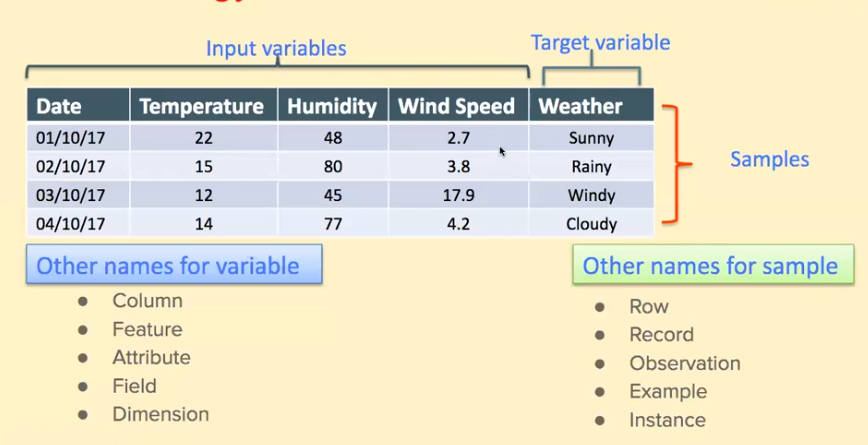 Input variables
Target variable
Date Temperature Humidity Wind Speed Weather
01/10/17 22 48 2.7 Sunny
02/10/17 15 80 3.8 Rainy
03/10/17 12 45 17.9 Windy
04/10/17 14 77 4.2 Cloudy
Samples
Other names for variable
• Column
• Feature
• Attribute
• Field
• Dimension
Other names for sample
• Row
• Record
• Observation
• Example
• Instance